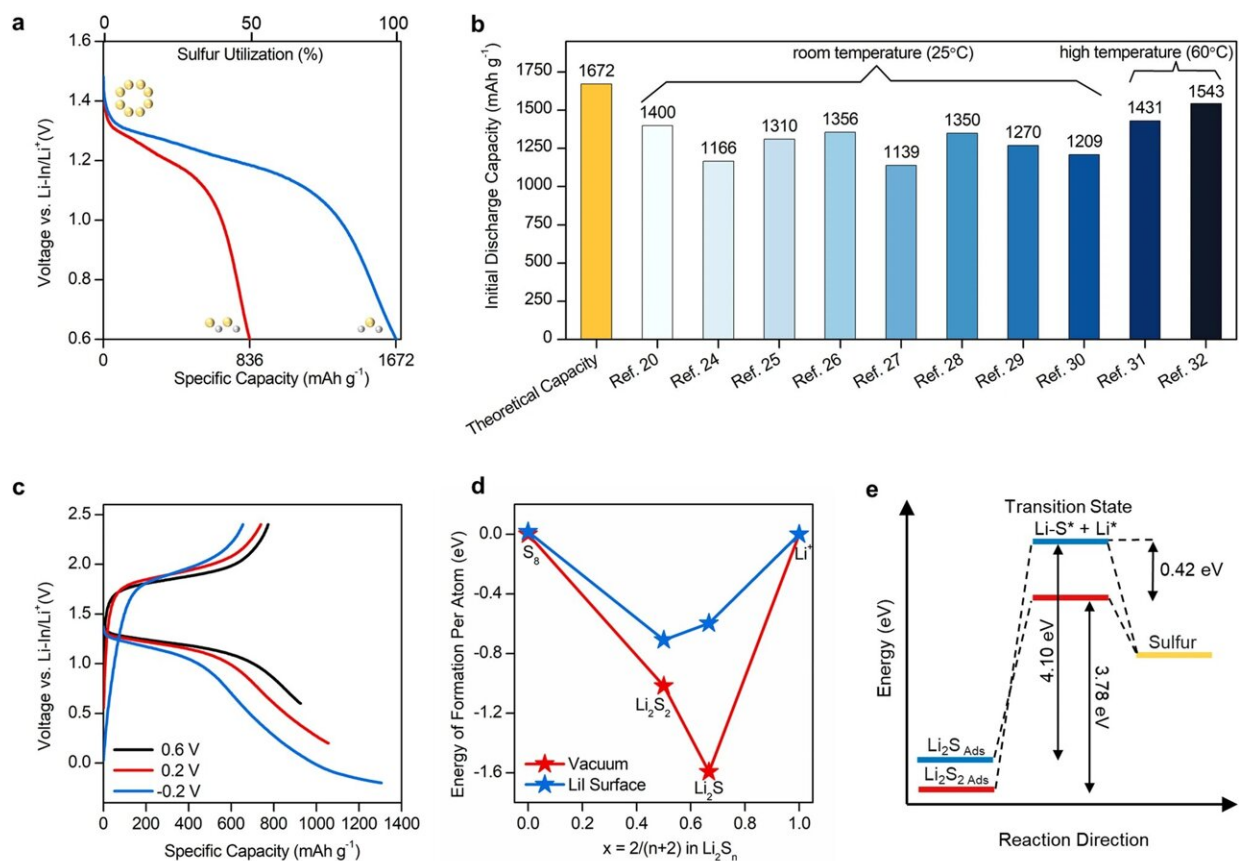 a
0 50 100
Sulfur Utilization (%)
1.6
1.4
1.2
1.0
0.8
0.6
Voltage vs. Li-In/Li⁺(V)
0 836 1672
Specific Capacity (mAh g⁻¹)
b
room temperature (25°C)
high temperature (60°C)
Initial Discharge Capacity (mAh g⁻¹)
1750
1500
1250
1000
750
500
250
0
1672
1400
1166
1310
1356
1139
1350
1270
1209
1431
1543
Theoretical Capacity
Ref. 20
Ref. 24
Ref. 25
Ref. 26
Ref. 27
Ref. 28
Ref. 29
Ref. 30
Ref. 31
Ref. 32
c
Voltage vs. Li-In/Li⁺(V)
2.5
2.0
1.5
1.0
0.5
0.0
0.6 V
0.2 V
-0.2 V
0 200 400 600 800 1000 1200 1400
Specific Capacity (mAh g⁻¹)
d
Energy of Formation Per Atom (eV)
0.0
-0.4
-0.8
-1.2
-1.6
S₈
Li⁺
Li₂S₂
Li₂S
Vacuum
LiI Surface
0.0 0.2 0.4 0.6 0.8 1.0
x = 2/(n+2) in Li₂Sₙ
e
Energy (eV)
Transition State
Li-S* + Li*
0.42 eV
4.10 eV
3.78 eV
Sulfur
Li₂S Ads
Li₂S₂ Ads
Reaction Direction